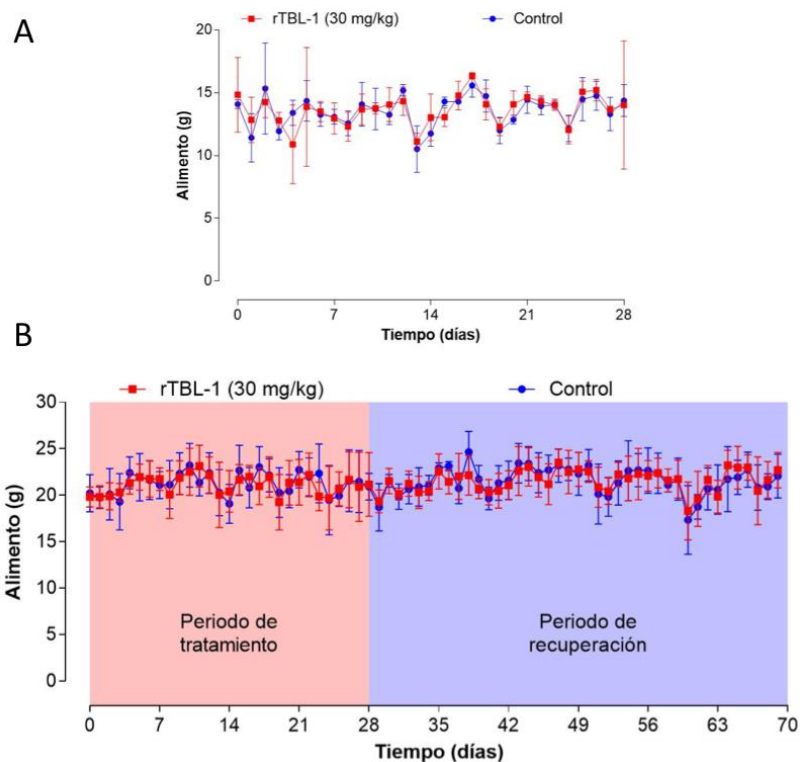 A
rTBL-1 (30 mg/kg) Control
Alimento (g)
20
15
10
5
0
0 7 14 21 28
Tiempo (días)
B
rTBL-1 (30 mg/kg) Control
Alimento (g)
30
25
20
15
10
5
0
Periodo de
tratamiento
Periodo de
recuperación
0 7 14 21 28 35 42 49 56 63 70
Tiempo (días)